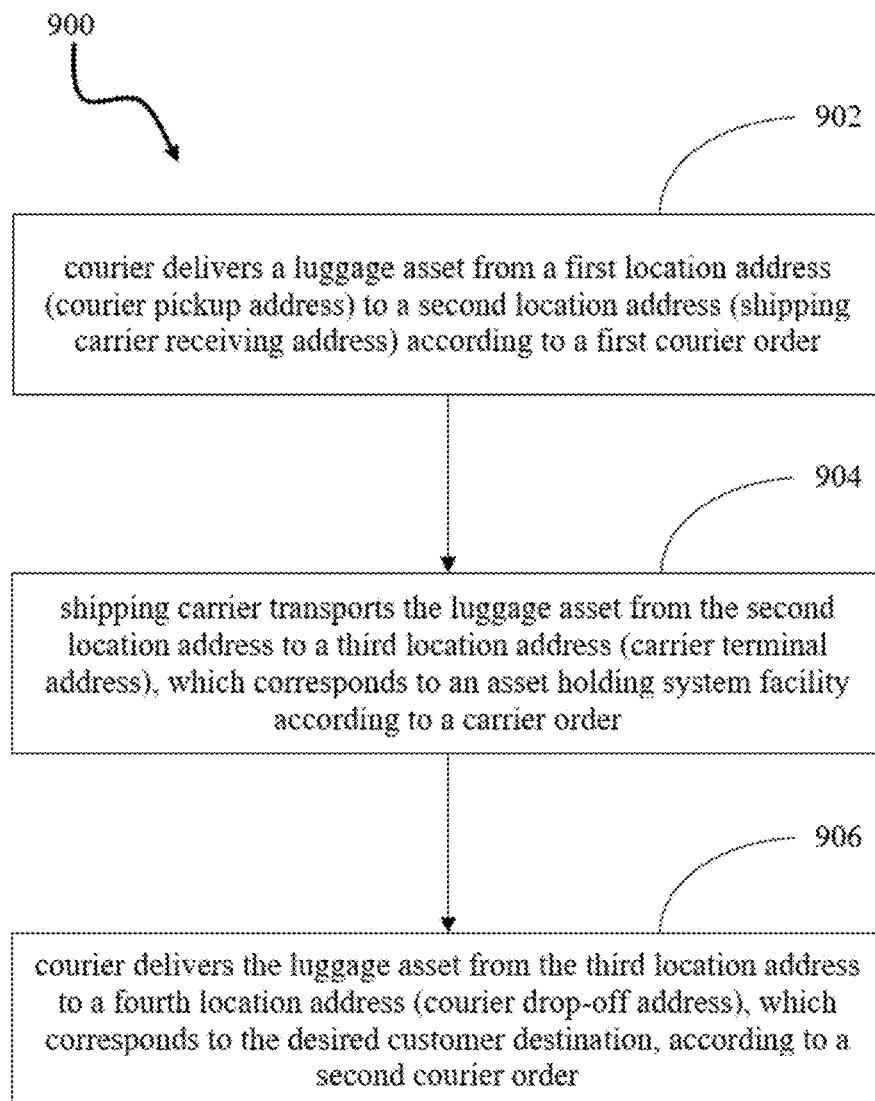 900
902
courier delivers a luggage asset from a first location address
(courier pickup address) to a second location address (shipping
carrier receiving address) according to a first courier order
904
shipping carrier transports the luggage asset from the second
location address to a third location address (carrier terminal
address), which corresponds to an asset holding system facility
according to a carrier order
906
courier delivers the luggage asset from the third location address
to a fourth location address (courier drop-off address), which
corresponds to the desired customer destination, according to a
second courier order